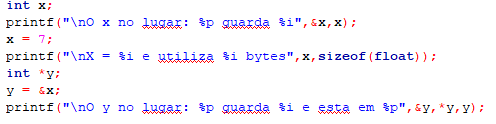 int x;
printf("\nO x no lugar: %p guarda %i",&x,x);
x = 7;
printf("\nX = %i e utiliza %i bytes",x,sizeof(float));
int *y;
y = &x;
printf("\nO y no lugar: %p guarda %i e esta em %p",&y,*y,y);